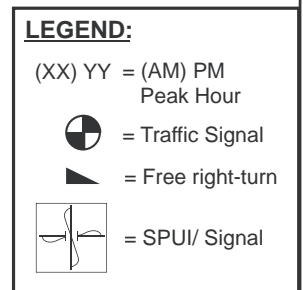 LEGEND:
(XX) YY = (AM) PM
Peak Hour
= Traffic Signal
= Free right-turn
= SPUI/ Signal